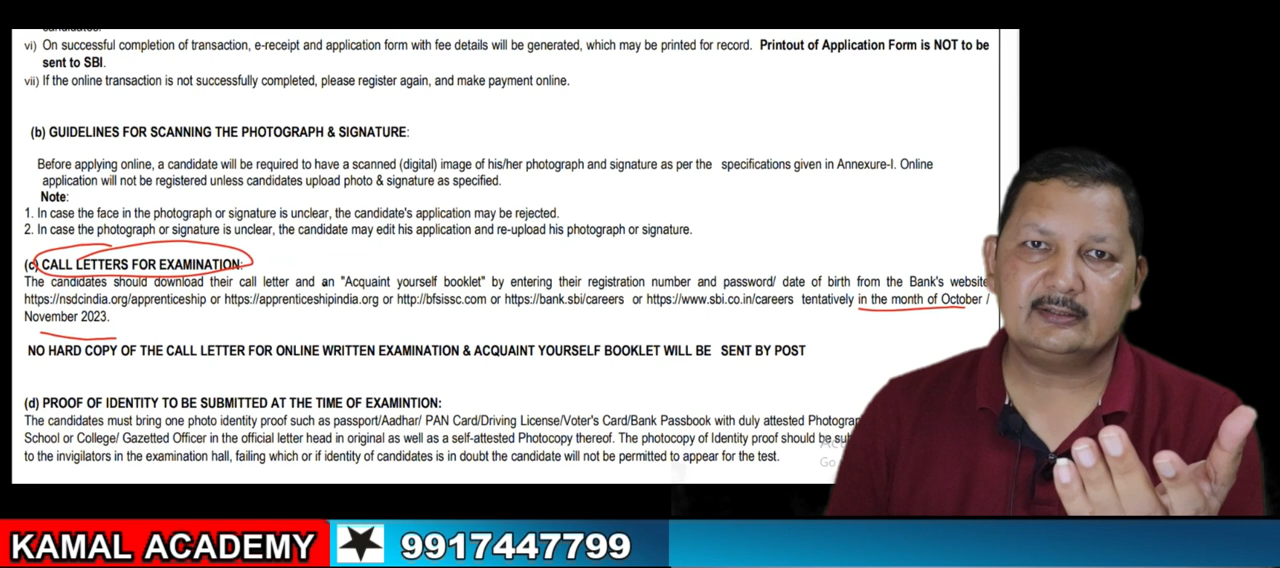 vi) On successful completion of transaction, e-receipt and application form with fee details will be generated, which may be printed for record. Printout of Application Form is NOT to be
sent to SBI.
vii) If the online transaction is not successfully completed, please register again, and make payment online.
(b) GUIDELINES FOR SCANNING THE PHOTOGRAPH & SIGNATURE:
Before applying online, a candidate will be required to have a scanned (digital) image of his/her photograph and signature as per the specifications given in Annexure-I. Online
application will not be registered unless candidates upload photo & signature as specified.
Note:
1. In case the face in the photograph or signature is unclear, the candidate's application may be rejected.
2. In case the photograph or signature is unclear, the candidate may edit his application and re-upload his photograph or signature.
(c) CALL LETTERS FOR EXAMINATION:
The candidates should download their call letter and an "Acquaint yourself booklet" by entering their registration number and password/ date of birth from the Bank's website
https://nsdcindia.org/apprenticeship or https://apprenticeshipindia.org or http://bfsissc.com or https://bank.sbi/careers or https://www.sbi.co.in/careers tentatively in the month of October /
November 2023.
NO HARD COPY OF THE CALL LETTER FOR ONLINE WRITTEN EXAMINATION & ACQUAINT YOURSELF BOOKLET WILL BE SENT BY POST
(d) PROOF OF IDENTITY TO BE SUBMITTED AT THE TIME OF EXAMINTION:
The candidates must bring one photo identity proof such as passport/Aadhar/ PAN Card/Driving License/Voter's Card/Bank Passbook with duly attested
School or College/ Gazetted Officer in the official letter head in original as well as a self-attested Photocopy thereof. The photocopy of Identity proof should be
to the invigilators in the examination hall, failing which or if identity of candidates is in doubt the candidate will not be permitted to appear for the test.
Go
KAMAL ACADEMY 9917447799